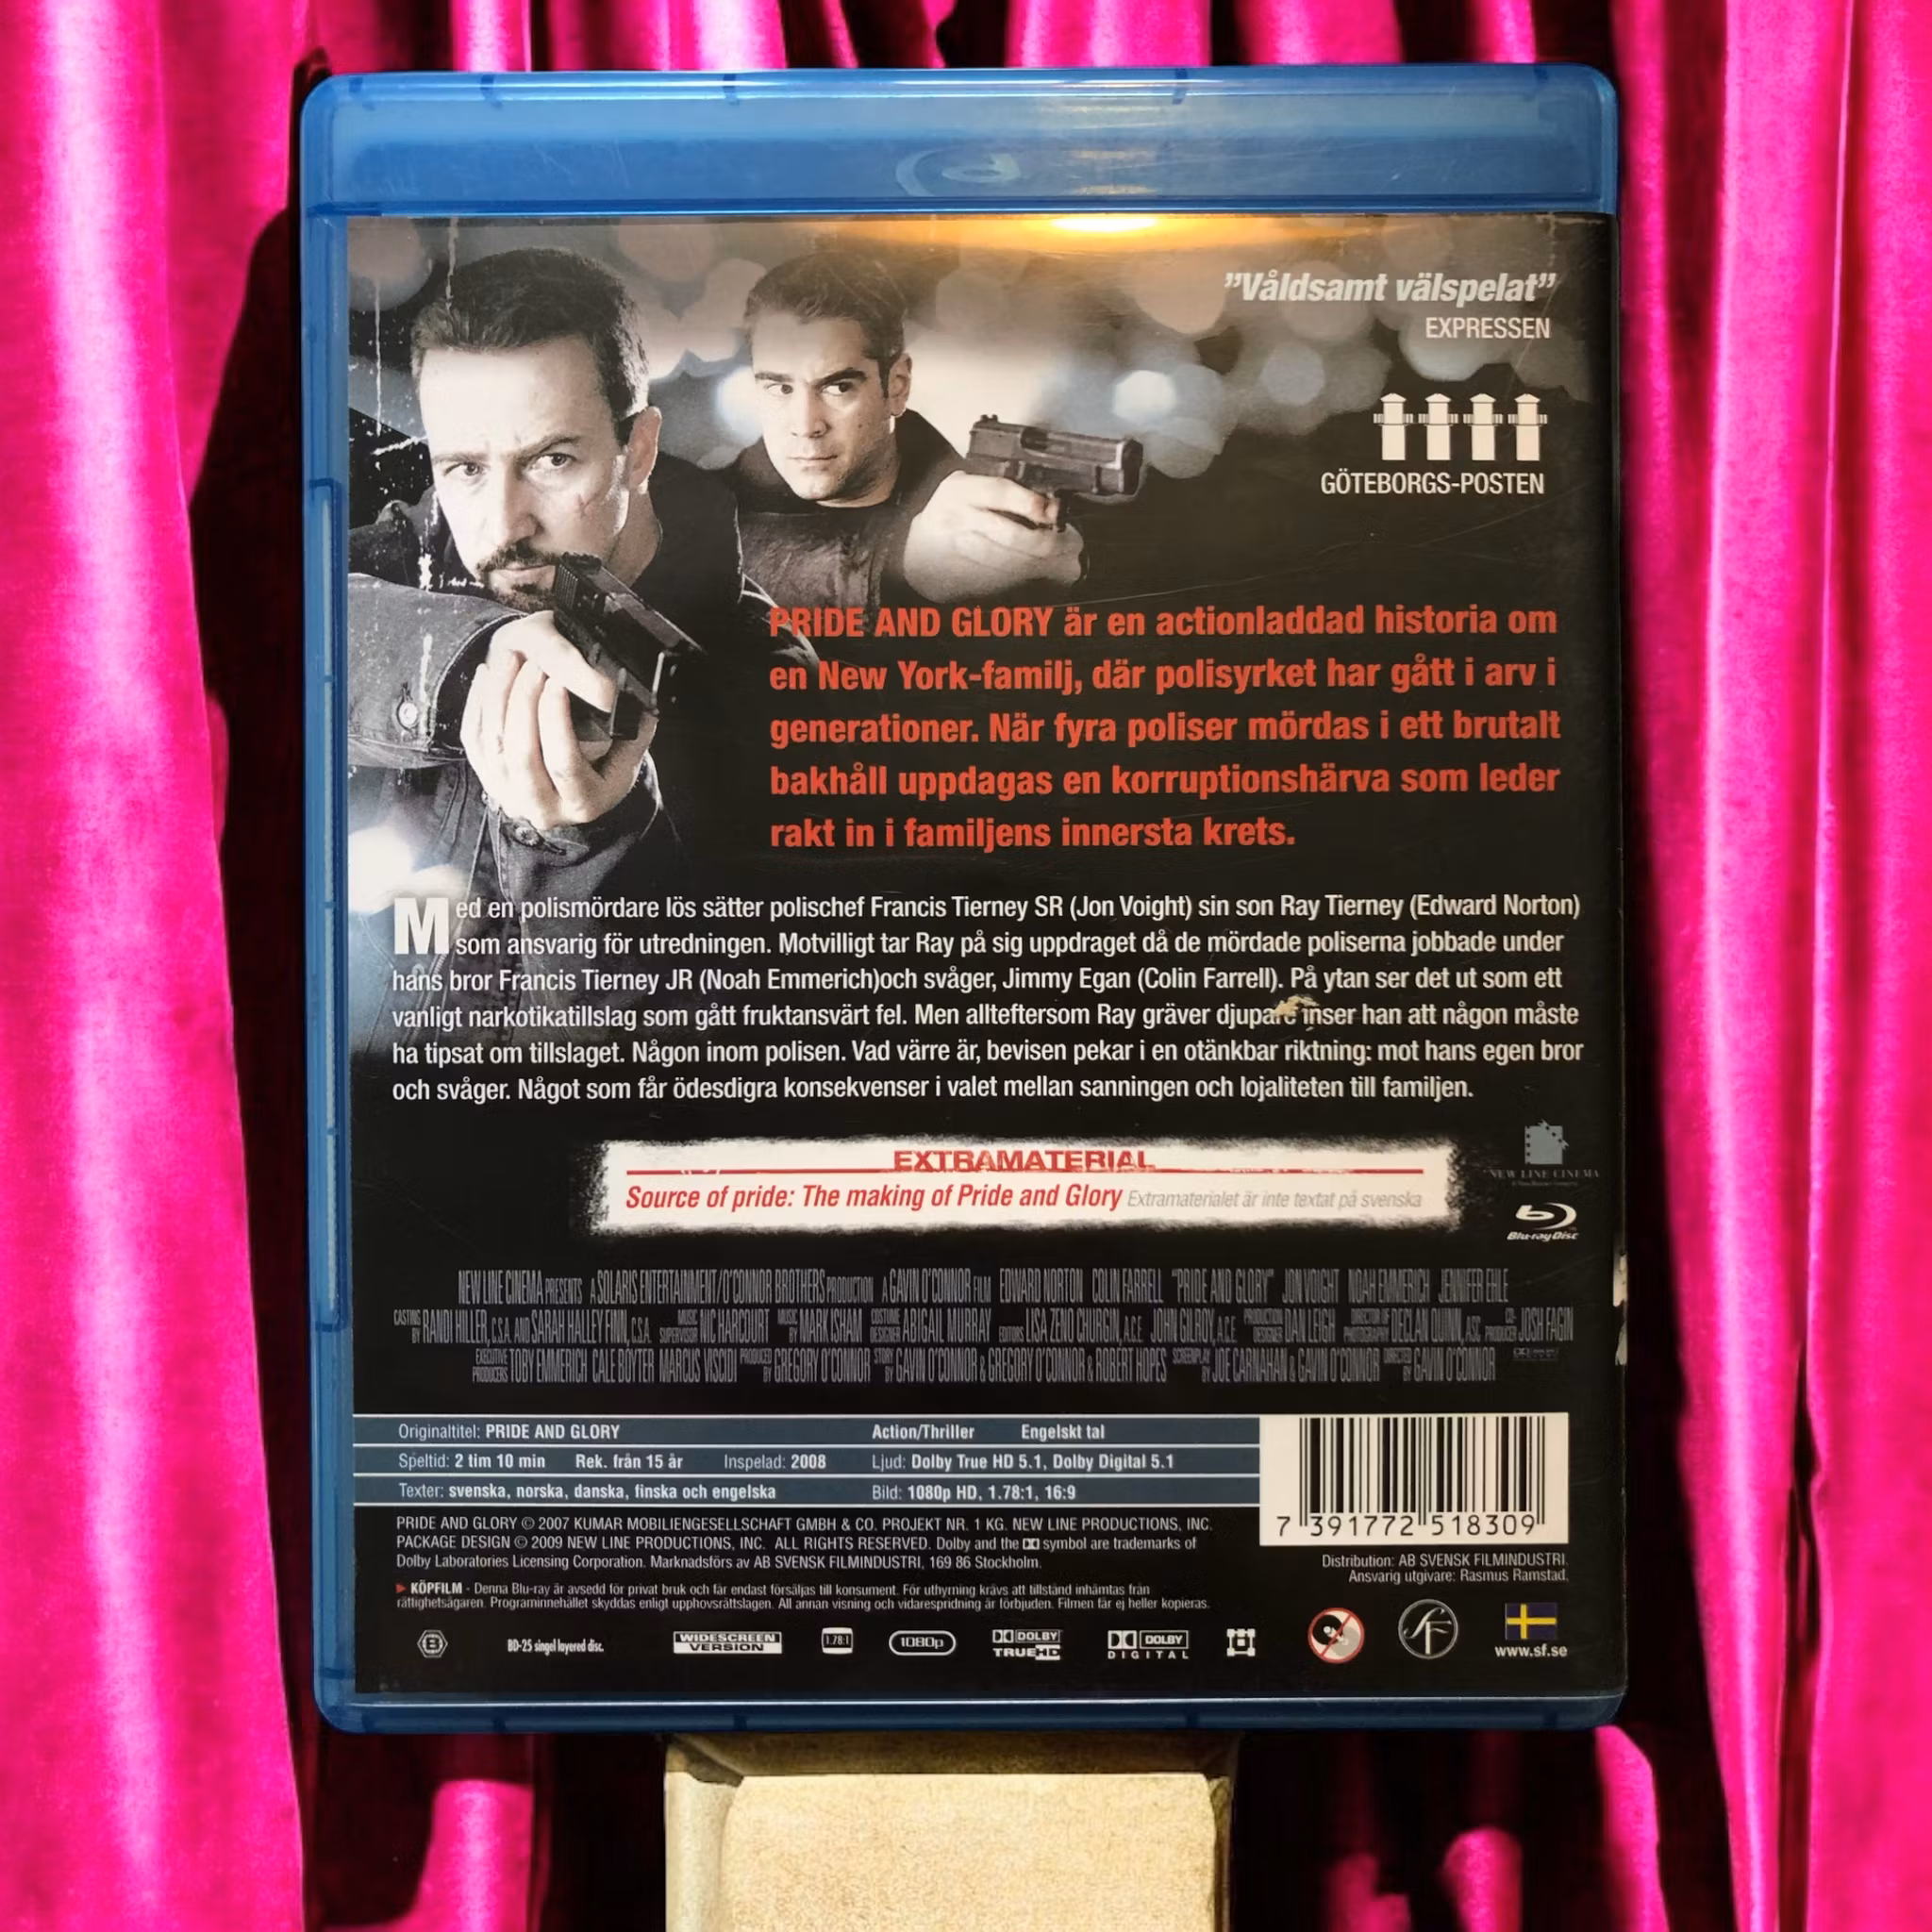 ”Våldsamt välspelat”
EXPRESSEN
GÖTEBORGS-POSTEN
PRIDE AND GLORY är en actionladdad historia om
en New York-familj, där polisyrket har gått i arv i
generationer. När fyra poliser mördas i ett brutalt
bakhåll uppdagas en korruptionshärva som leder
rakt in i familjens innersta krets.
Med en polismördare lös sätter polischef Francis Tierney SR (Jon Voight) sin son Ray Tierney (Edward Norton)
som ansvarig för utredningen. Motvilligt tar Ray på sig uppdraget då de mördade poliserna jobbade under
hans bror Francis Tierney JR (Noah Emmerich)och svåger, Jimmy Egan (Colin Farrell). På ytan ser det ut som ett
vanligt narkotikatillslag som gått fruktansvärt fel. Men allteftersom Ray gräver djupare inser han att någon måste
ha tipsat om tillslaget. Någon inom polisen. Vad värre är, bevisen pekar i en otänkbar riktning: mot hans egen bror
och svåger. Något som får ödesdigra konsekvenser i valet mellan sanningen och lojaliteten till familjen.
EXTRAMATERIAL
Source of pride: The making of Pride and Glory Extramaterialet är inte textat på svenska
NEW LINE CINEMA
Blu-ray Disc
NEW LINE CINEMA PRESENTS A SOLARIS ENTERTAINMENT/O'CONNOR BROTHERS PRODUCTION A GAVIN O'CONNOR FILM EDWARD NORTON COLIN FARRELL "PRIDE AND GLORY" JON VOIGHT NOAH EMMERICH JENNIFER EHLE
CASTING BY RANDI HILLER, C.S.A. AND SARAH HALLEY FINN, C.S.A. MUSIC SUPERVISOR NIC HARCOURT MUSIC BY MARK ISHAM COSTUME DESIGNER ABIGAIL MURRAY EDITORS LISA ZENO CHURGIN, A.C.E. JOHN GILROY, A.C.E. PRODUCTION DESIGNER DAN LEIGH DIRECTOR OF PHOTOGRAPHY DECLAN QUINN, ASC CO-PRODUCER JOSH FAGIN
EXECUTIVE PRODUCERS TOBY EMMERICH CALE BOYTER MARCUS VISCIDI PRODUCED BY GREGORY O'CONNOR STORY BY GAVIN O'CONNOR & GREGORY O'CONNOR & ROBERT HOPES SCREENPLAY BY JOE CARNAHAN & GAVIN O'CONNOR DIRECTED BY GAVIN O'CONNOR
Originaltitel: PRIDE AND GLORY Action/Thriller Engelskt tal
Speltid: 2 tim 10 min Rek. från 15 år Inspelad: 2008 Ljud: Dolby True HD 5.1, Dolby Digital 5.1
Texter: svenska, norska, danska, finska och engelska Bild: 1080p HD, 1.78:1, 16:9
7 391772 518309
PRIDE AND GLORY © 2007 KUMAR MOBILIENGESELLSCHAFT GMBH & CO. PROJEKT NR. 1 KG. NEW LINE PRODUCTIONS, INC.
PACKAGE DESIGN © 2009 NEW LINE PRODUCTIONS, INC. ALL RIGHTS RESERVED. Dolby and the symbol are trademarks of
Dolby Laboratories Licensing Corporation. Marknadsförs av AB SVENSK FILMINDUSTRI, 169 86 Stockholm.
Distribution: AB SVENSK FILMINDUSTRI.
Ansvarig utgivare: Rasmus Ramstad.
KÖPFILM - Denna Blu-ray är avsedd för privat bruk och får endast försäljas till konsument. För uthyrning krävs att tillstånd inhämtas från
rättighetsägaren. Programinnehållet skyddas enligt upphovsrättslagen. All annan visning och vidarespridning är förbjuden. Filmen får ej heller kopieras.
B
BD-25 singel layered disc.
WIDESCREEN
VERSION
1.78:1
1080p
DOLBY
TRUEHD
DOLBY
DIGITAL
B
SF
www.sf.se